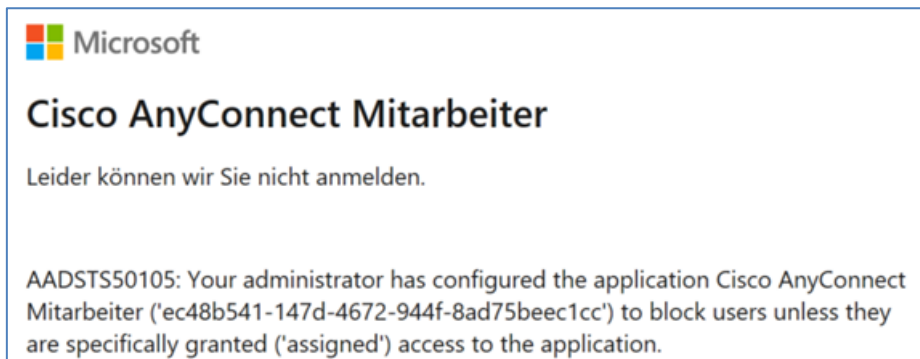 Microsoft
Cisco AnyConnect Mitarbeiter
Leider können wir Sie nicht anmelden.
AADSTS50105: Your administrator has configured the application Cisco AnyConnect
Mitarbeiter ('ec48b541-147d-4672-944f-8ad75beec1cc') to block users unless they
are specifically granted ('assigned') access to the application.